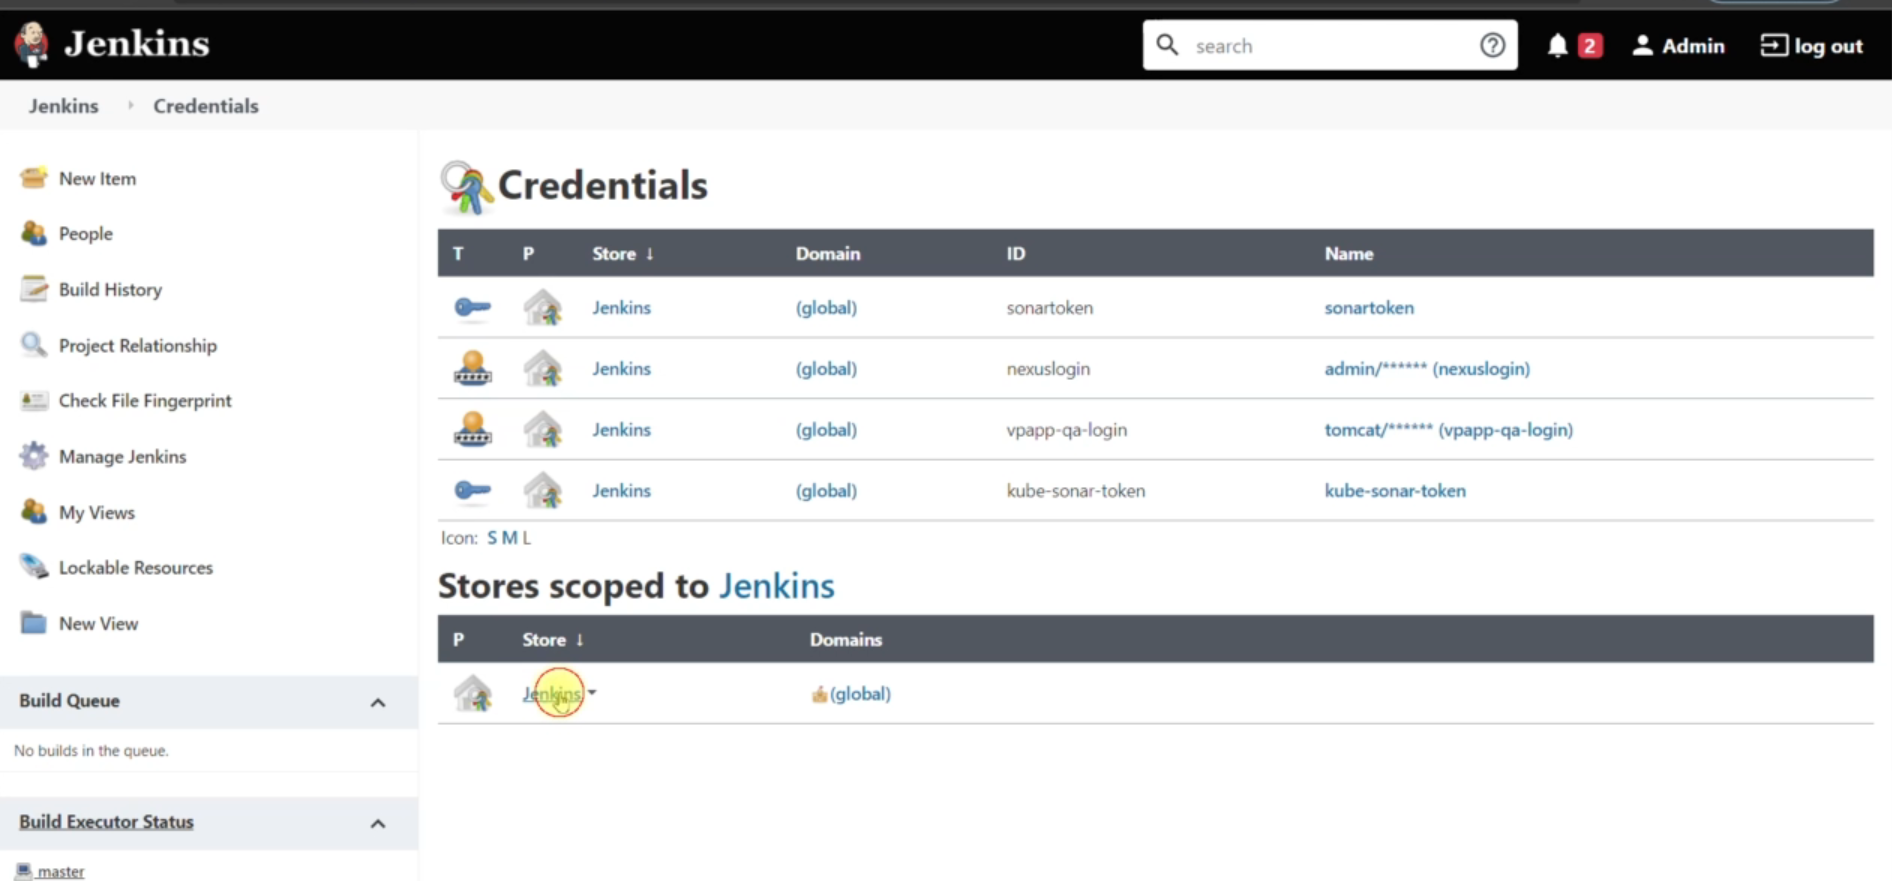 Jenkins
search
2
Admin
log out
Jenkins
Credentials
New Item
People
Build History
Project Relationship
Check File Fingerprint
Manage Jenkins
My Views
Lockable Resources
New View
Build Queue
No builds in the queue.
Build Executor Status
master
Credentials
T P Store ↓ Domain ID Name
Jenkins (global) sonartoken sonartoken
Jenkins (global) nexuslogin admin/****** (nexuslogin)
Jenkins (global) vpapp-qa-login tomcat/****** (vpapp-qa-login)
Jenkins (global) kube-sonar-token kube-sonar-token
Icon: S M L
Stores scoped to Jenkins
P Store ↓ Domains
Jenkins (global)